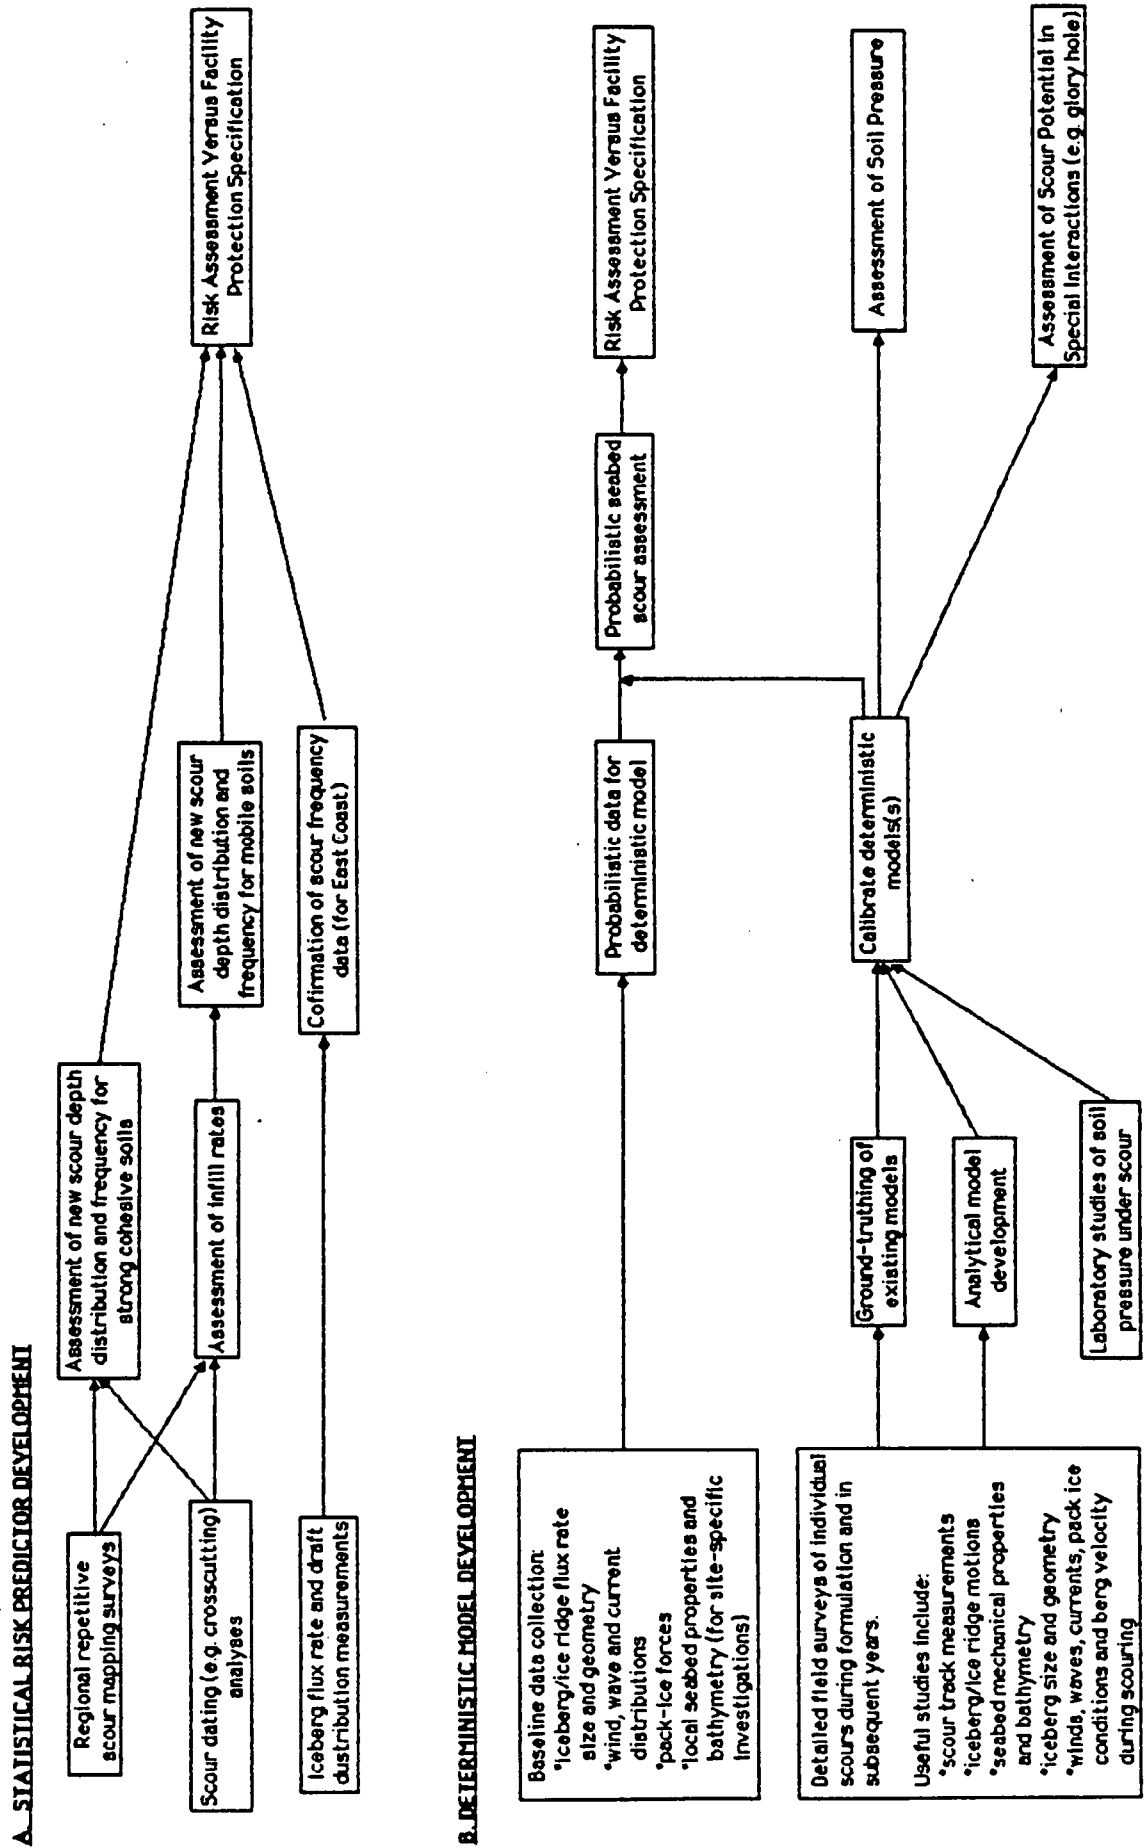 A. STATISTICAL RISK PREDICTOR DEVELOPMENT
Regional repetitive
scour mapping surveys
Scour dating (e.g. crosscutting)
analyses
Iceberg flux rate and draft
dustribution measurements
Assessment of new scour depth
distribution and frequency for
strong cohesive soils
Assessment of infill rates
Assessment of new scour
depth distribution and
frequency for mobile soils
Cofirmation of scour frequency
data (for East Coast)
Risk Assessment Versus Facility
Protection Specification
B. DETERMINISTIC MODEL DEVELOPMENT
Baseline data collection:
*iceberg/ice ridge flux rate
size and geometry
*wind, wave and current
distributions
*pack-ice forces
*local seabed properties and
bathymetry (for site-specific
investigations)
Probabilistic data for
deterministic model
Probabilistic seabed
scour assessment
Risk Assessment Versus Facility
Protection Specification
Detailed field surveys of individual
scours during formulation and in
subsequent years.
Useful studies include:
*scour track measurements
*iceberg/ice ridge motions
*seabed mechanical properties
and bathymetry
*iceberg size and geometry
*winds, waves, currents, pack ice
conditions and berg velocity
during scouring
Ground-truthing of
existing models
Analytical model
development
Laboratory studies of soil
pressure under scour
Calibrate deterministic
models(s)
Assessment of Soil Pressure
Assessment of Scour Potential in
Special Interactions (e.g. glory hole)